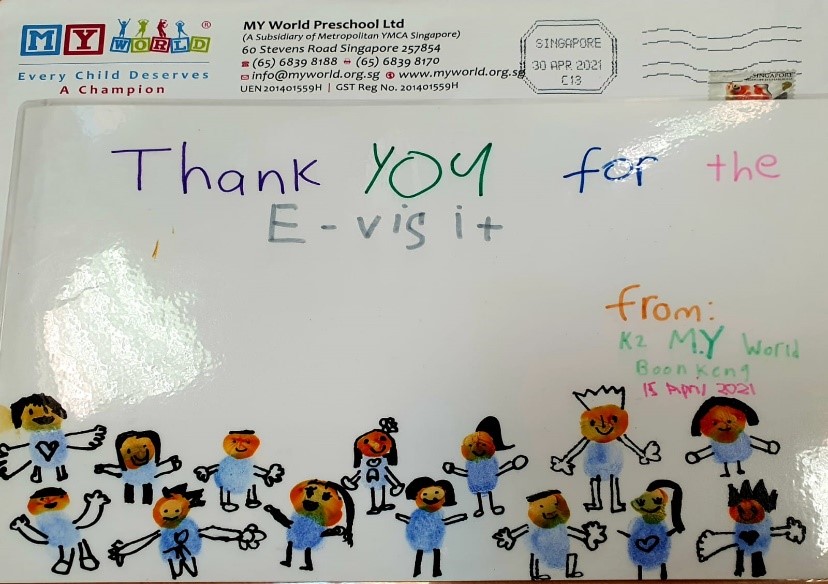 MY WORLD®
Every Child Deserves
A Champion
MY World Preschool Ltd
(A Subsidiary of Metropolitan YMCA Singapore)
60 Stevens Road Singapore 257854
(65) 6839 8188 (65) 6839 8170
info@myworld.org.sg www.myworld.org.sg
UEN 201401559H | GST Reg No. 201401559H
SINGAPORE
30 APR 2021
C13
SINGAPORE
Thank YOU for the
E-visit
from:
K2 M.Y World
Boon Keng
15 April 2021